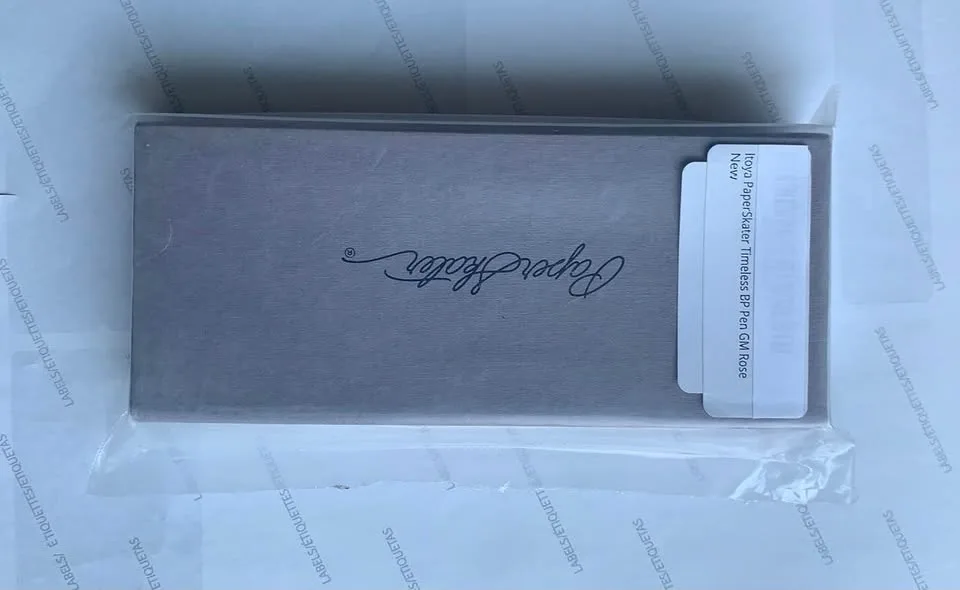 PaperSkater®
Itoya PaperSkater Timeless BP Pen GM Rose
New
LABELS/ETIQUETTES/ETIQUETAS